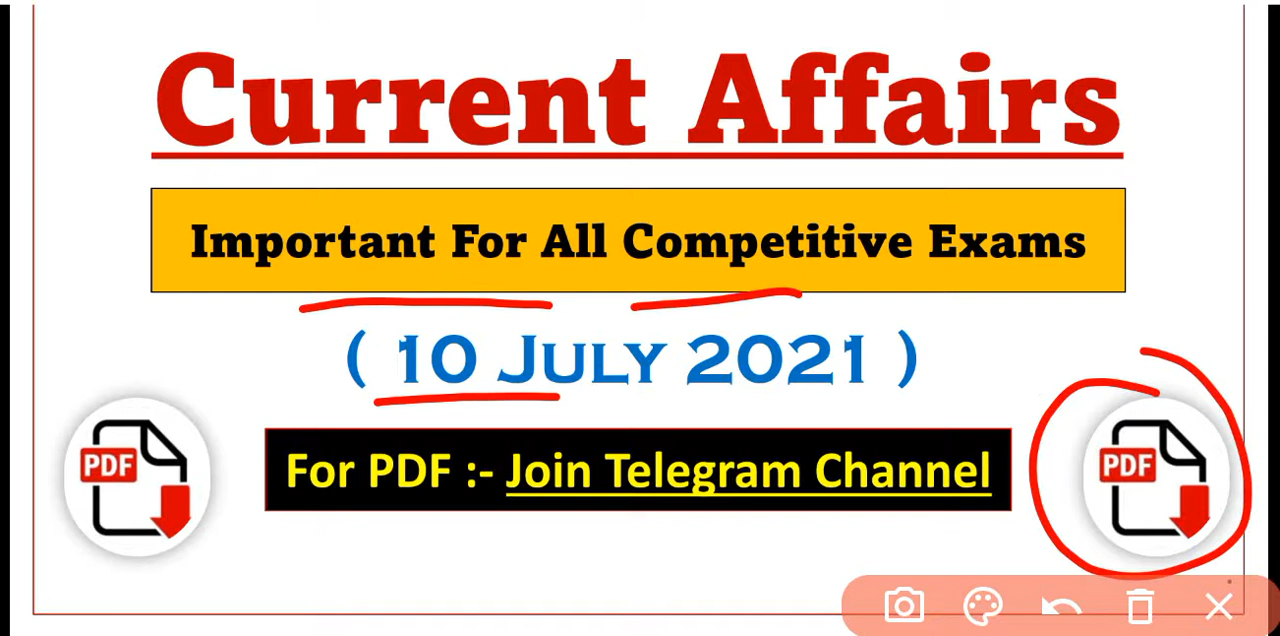 Current Affairs
Important For All Competitive Exams
( 10 July 2021 )
PDF
For PDF :- Join Telegram Channel
PDF